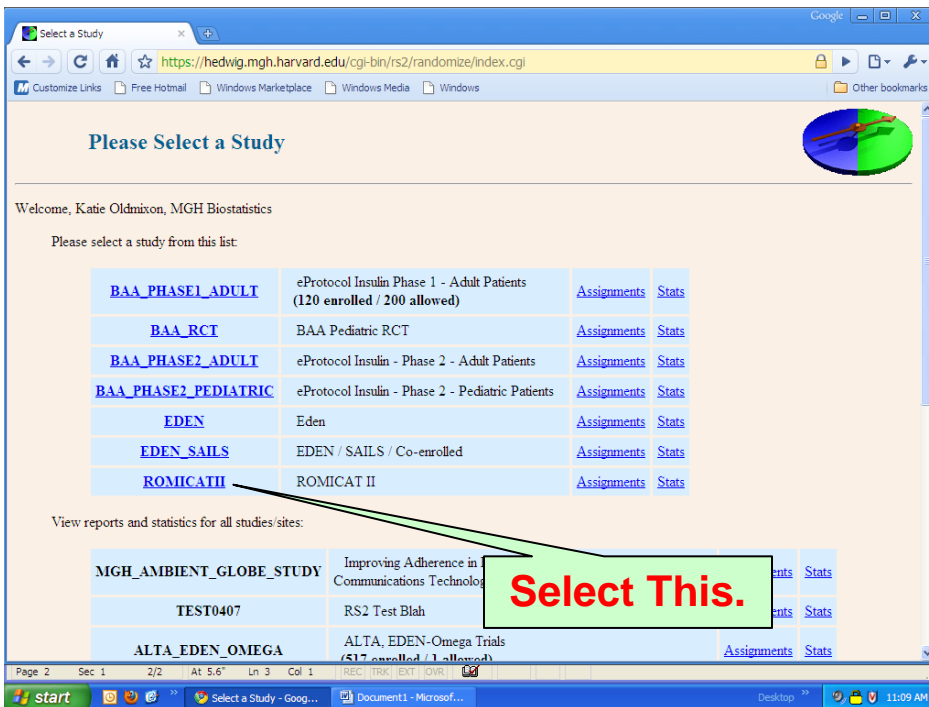 Google
Select a Study
https://hedwig.mgh.harvard.edu/cgi-bin/rs2/randomize/index.cgi
Customize Links Free Hotmail Windows Marketplace Windows Media Windows Other bookmarks
Please Select a Study
Welcome, Katie Oldmixon, MGH Biostatistics
Please select a study from this list:
BAA_PHASE1_ADULT eProtocol Insulin Phase 1 - Adult Patients
(120 enrolled / 200 allowed) Assignments Stats
BAA_RCT BAA Pediatric RCT Assignments Stats
BAA_PHASE2_ADULT eProtocol Insulin - Phase 2 - Adult Patients Assignments Stats
BAA_PHASE2_PEDIATRIC eProtocol Insulin - Phase 2 - Pediatric Patients Assignments Stats
EDEN Eden Assignments Stats
EDEN_SAILS EDEN / SAILS / Co-enrolled Assignments Stats
ROMICATII ROMICAT II Assignments Stats
View reports and statistics for all studies/sites:
MGH_AMBIENT_GLOBE_STUDY Improving Adherence in
Communications Technolog ents Stats
Select This.
TEST0407 RS2 Test Blah ents Stats
ALTA_EDEN_OMEGA ALTA, EDEN-Omega Trials
(517 enrolled / 1 allowed) Assignments Stats
Page 2 Sec 1 2/2 At 5.6" Ln 3 Col 1 REC TRK EXT OVR
start Select a Study - Goog... Document1 - Microsof... Desktop 11:09 AM